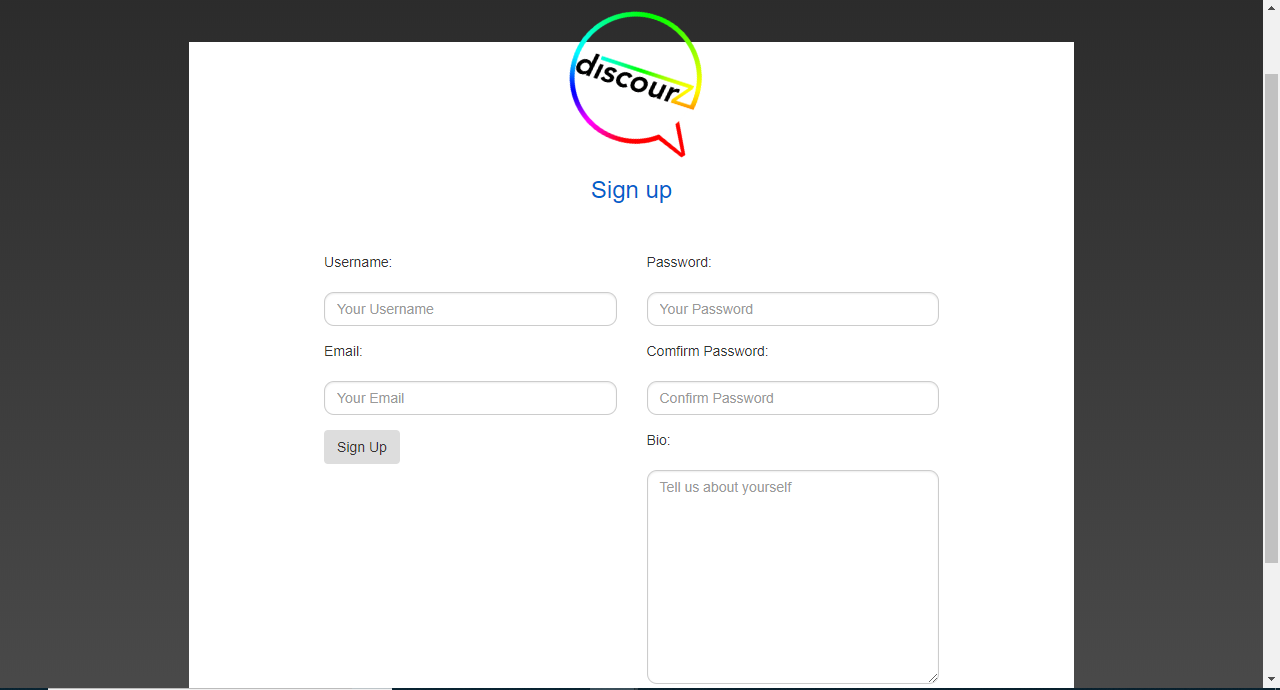 discourz
Sign up
Username:
Password:
Your Username
Your Password
Email:
Comfirm Password:
Your Email
Confirm Password
Sign Up
Bio:
Tell us about yourself